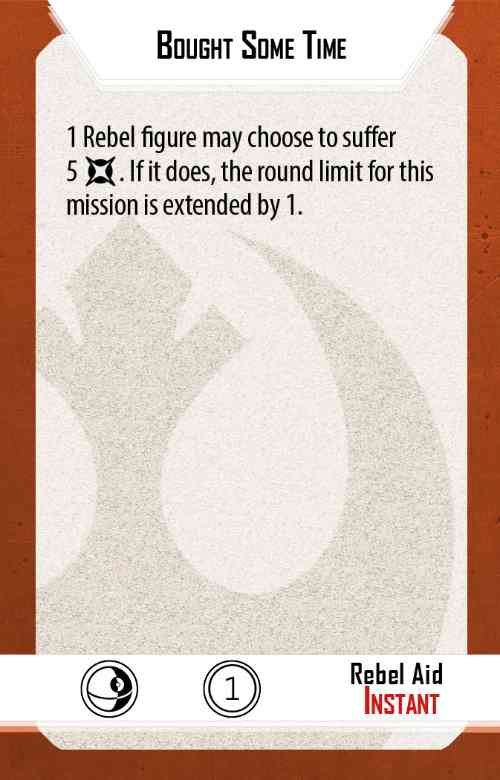 Bought Some Time
1 Rebel figure may choose to suffer
5 . If it does, the round limit for this
mission is extended by 1.
1
Rebel Aid
Instant